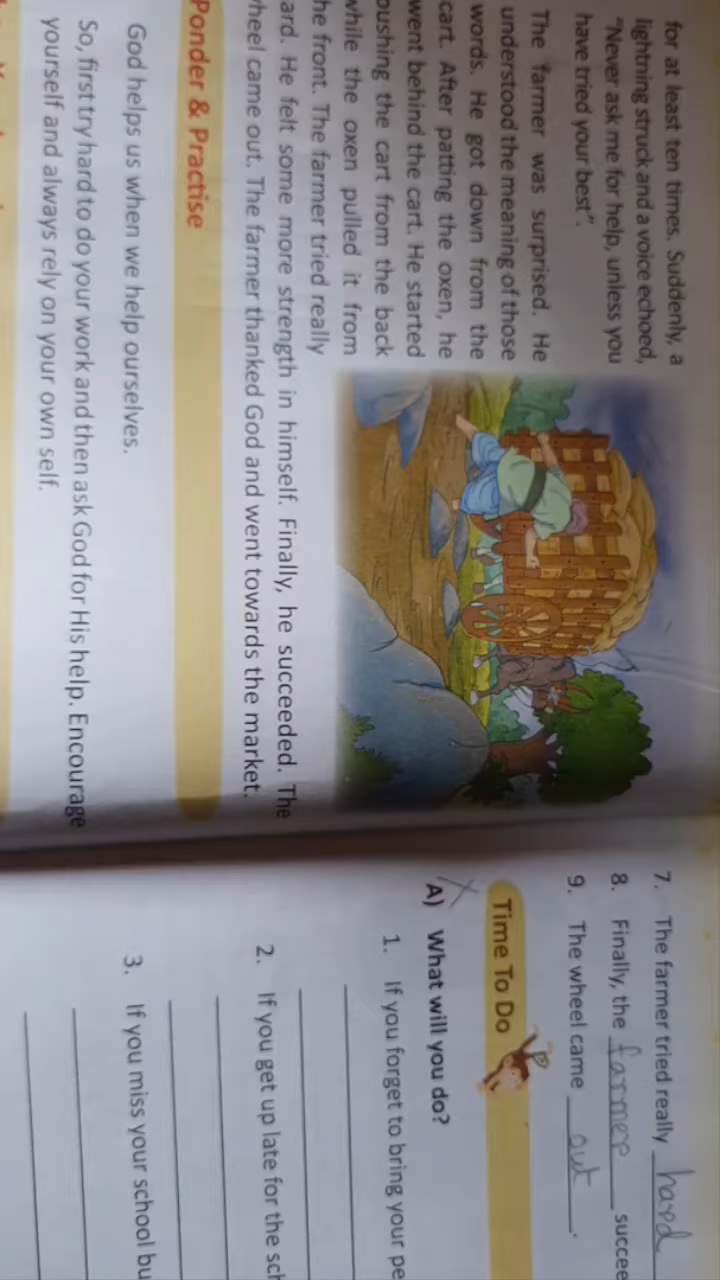 for at least ten times. Suddenly, a
lightning struck and a voice echoed,
"Never ask me for help, unless you
have tried your best".
The farmer was surprised. He
understood the meaning of those
words. He got down from the
cart. After patting the oxen, he
went behind the cart. He started
pushing the cart from the back
while the oxen pulled it from
he front. The farmer tried really
ard. He felt some more strength in himself. Finally, he succeeded. The
heel came out. The farmer thanked God and went towards the market.
Ponder & Practise
God helps us when we help ourselves.
So, first try hard to do your work and then ask God for His help. Encourage
yourself and always rely on your own self.
7. The farmer tried really hard
8. Finally, the farmer succee
9. The wheel came out.
Time To Do
A) What will you do?
1. If you forget to bring your pe
2. If you get up late for the sch
3. If you miss your school bu